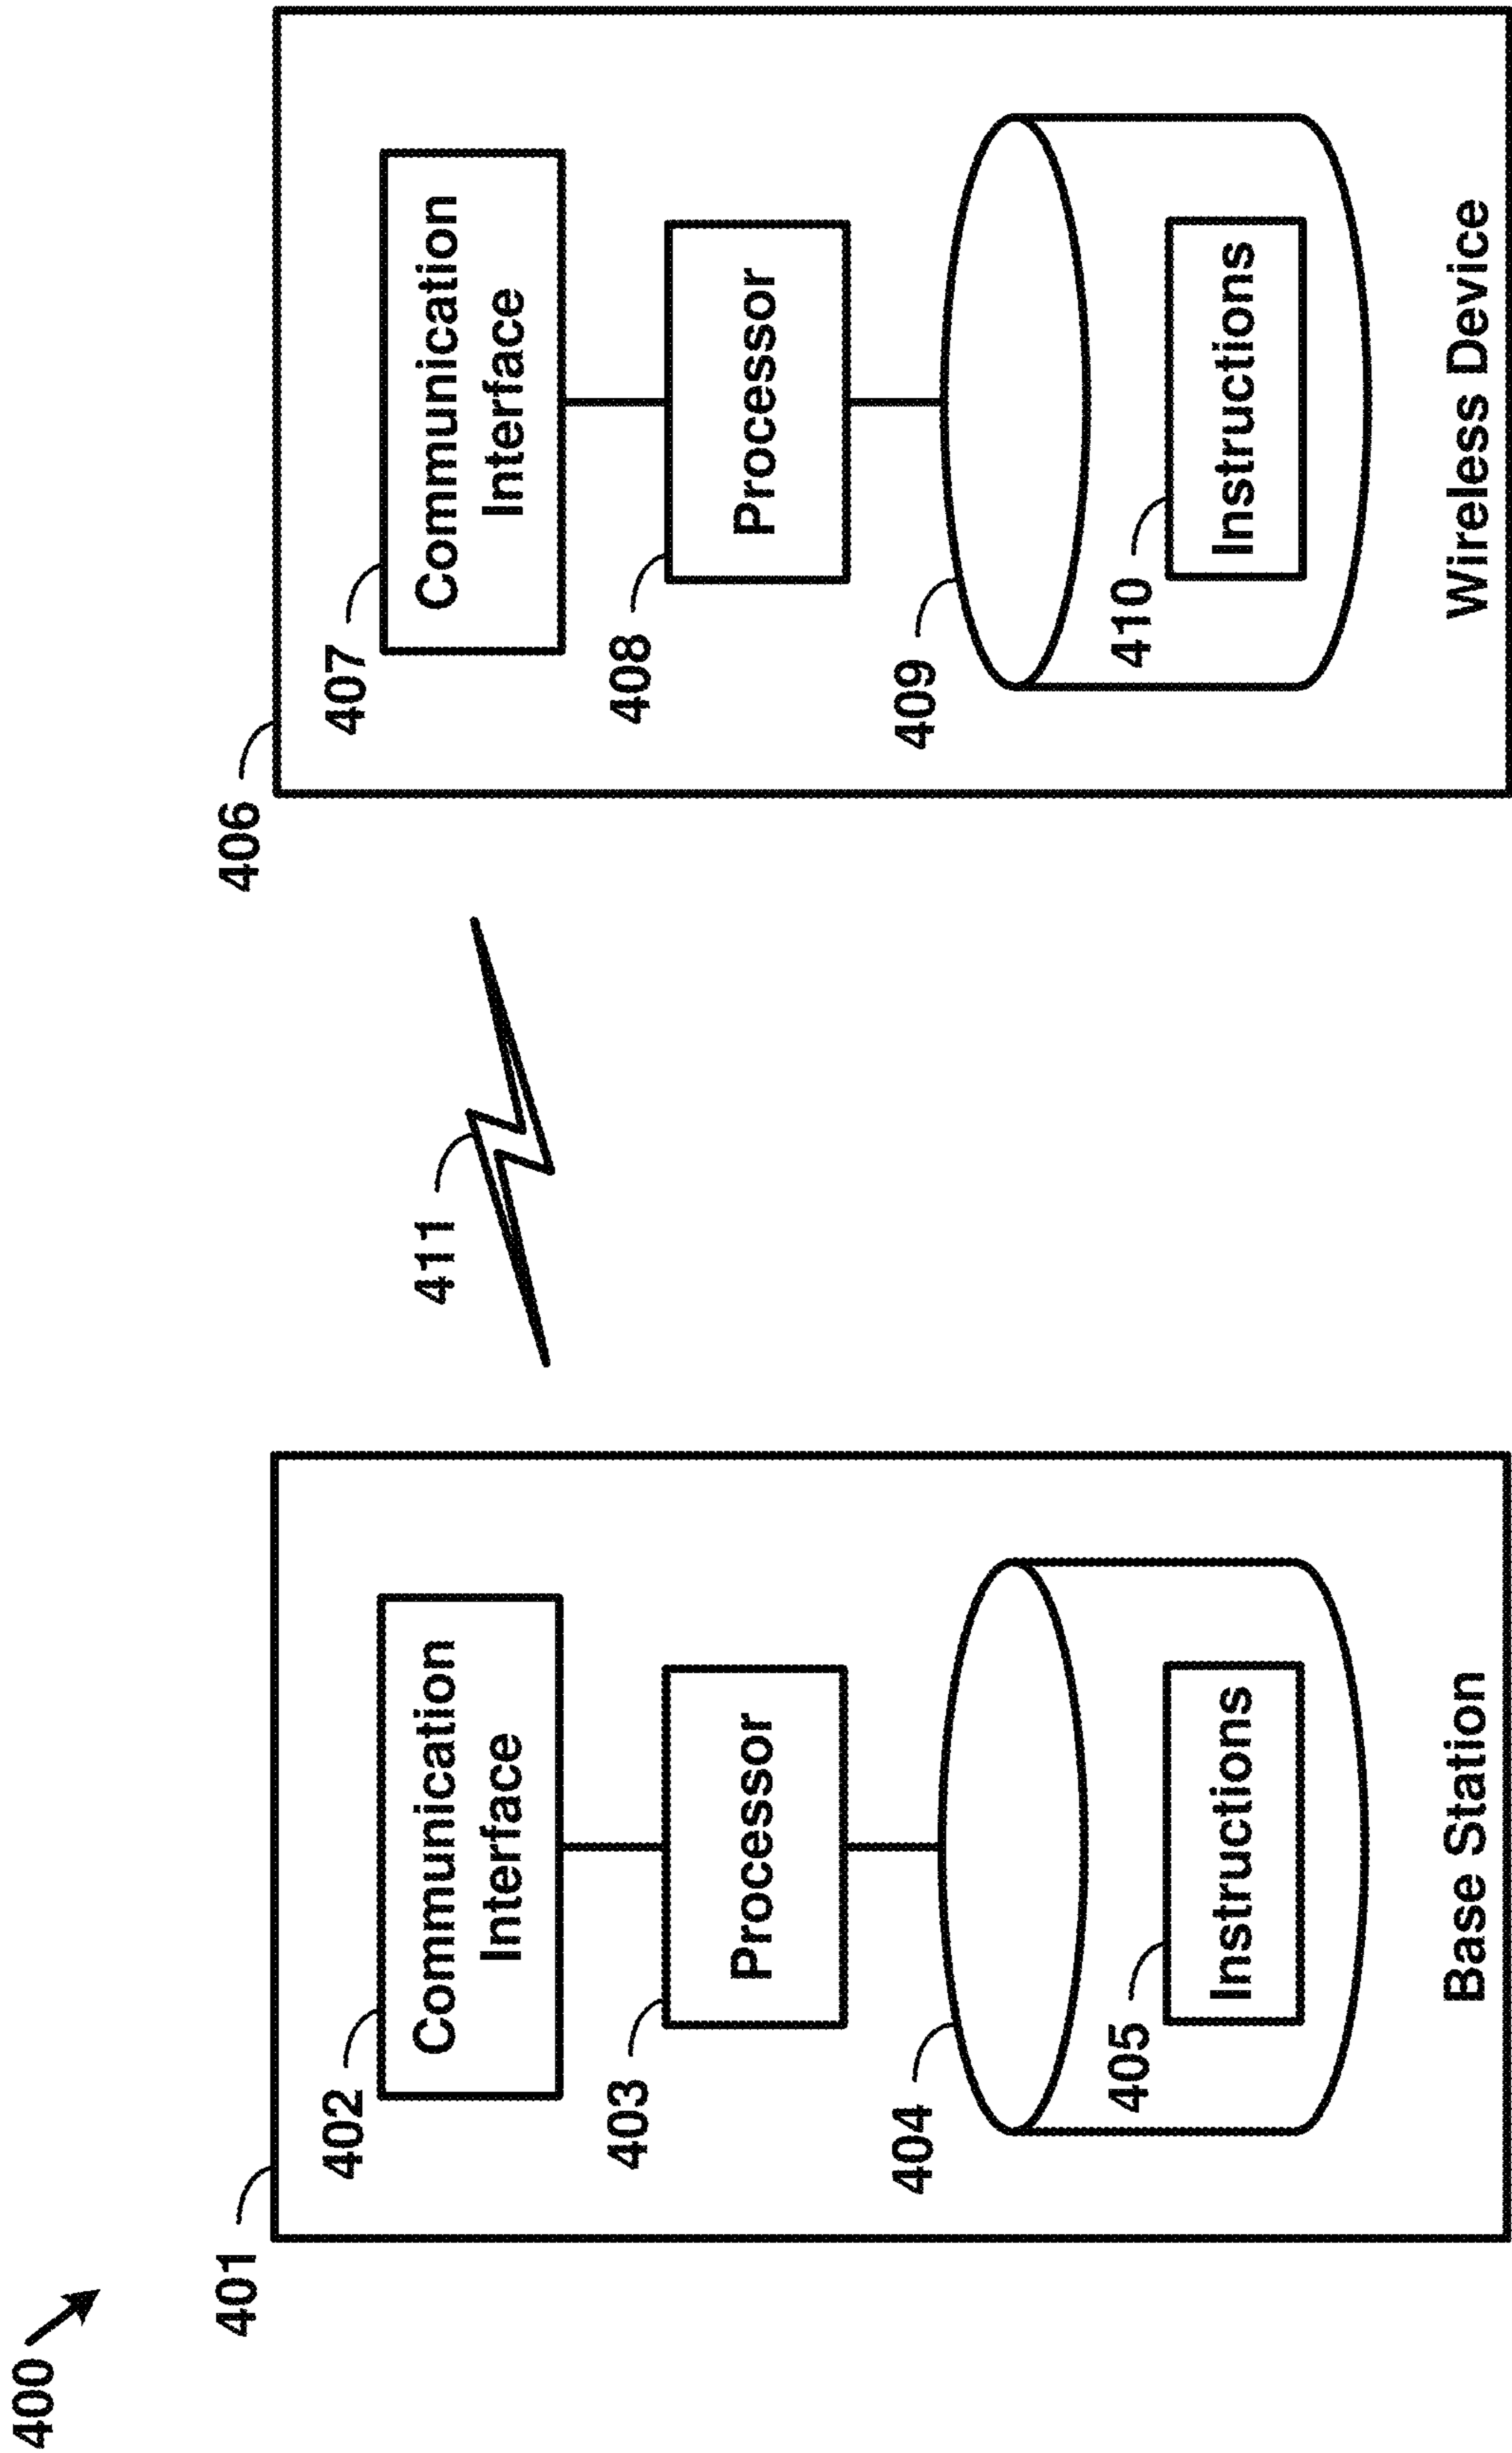 400
401
402
Communication
Interface
403
Processor
404
405
Instructions
Base Station
411
406
407
Communication
Interface
408
Processor
409
410
Instructions
Wireless Device